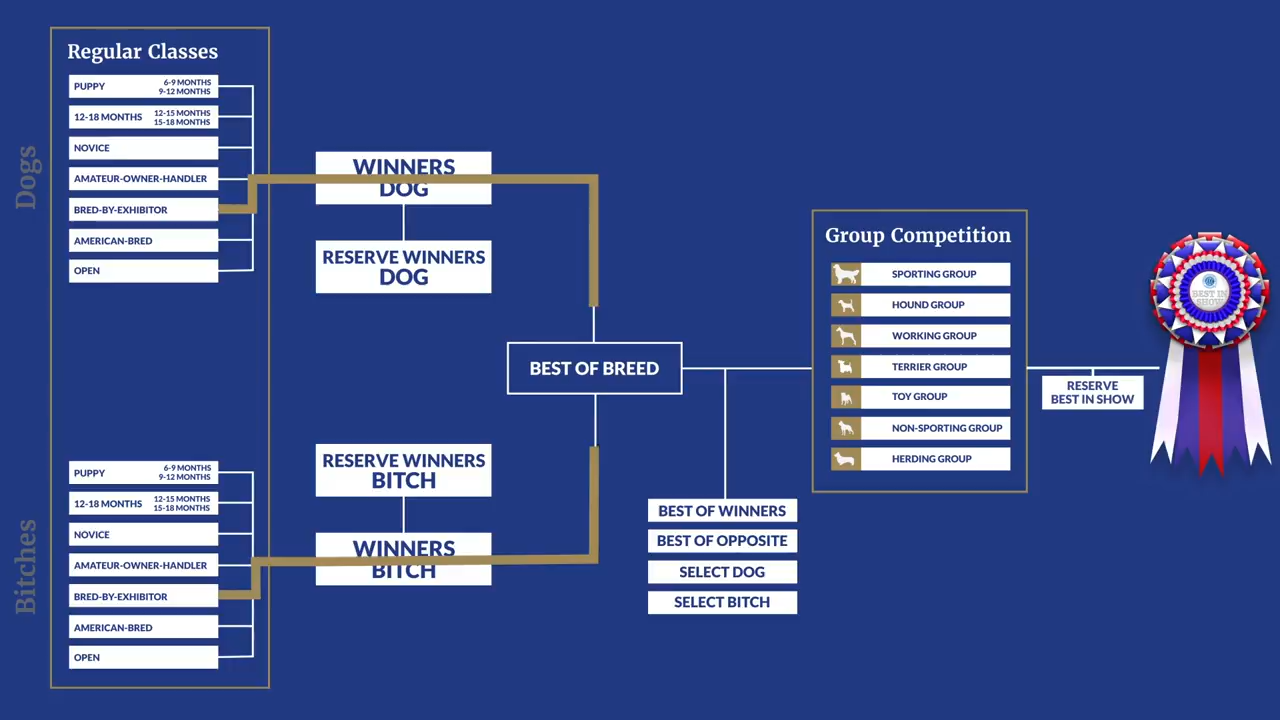 Regular Classes
Dogs
PUPPY
6-9 MONTHS
9-12 MONTHS
12-18 MONTHS
12-15 MONTHS
15-18 MONTHS
NOVICE
AMATEUR-OWNER-HANDLER
BRED-BY-EXHIBITOR
AMERICAN-BRED
OPEN
Bitches
PUPPY
6-9 MONTHS
9-12 MONTHS
12-18 MONTHS
12-15 MONTHS
15-18 MONTHS
NOVICE
AMATEUR-OWNER-HANDLER
BRED-BY-EXHIBITOR
AMERICAN-BRED
OPEN
WINNERS
DOG
RESERVE WINNERS
DOG
RESERVE WINNERS
BITCH
WINNERS
BITCH
BEST OF BREED
BEST OF WINNERS
BEST OF OPPOSITE
SELECT DOG
SELECT BITCH
Group Competition
SPORTING GROUP
HOUND GROUP
WORKING GROUP
TERRIER GROUP
TOY GROUP
NON-SPORTING GROUP
HERDING GROUP
RESERVE
BEST IN SHOW
BEST IN
SHOW